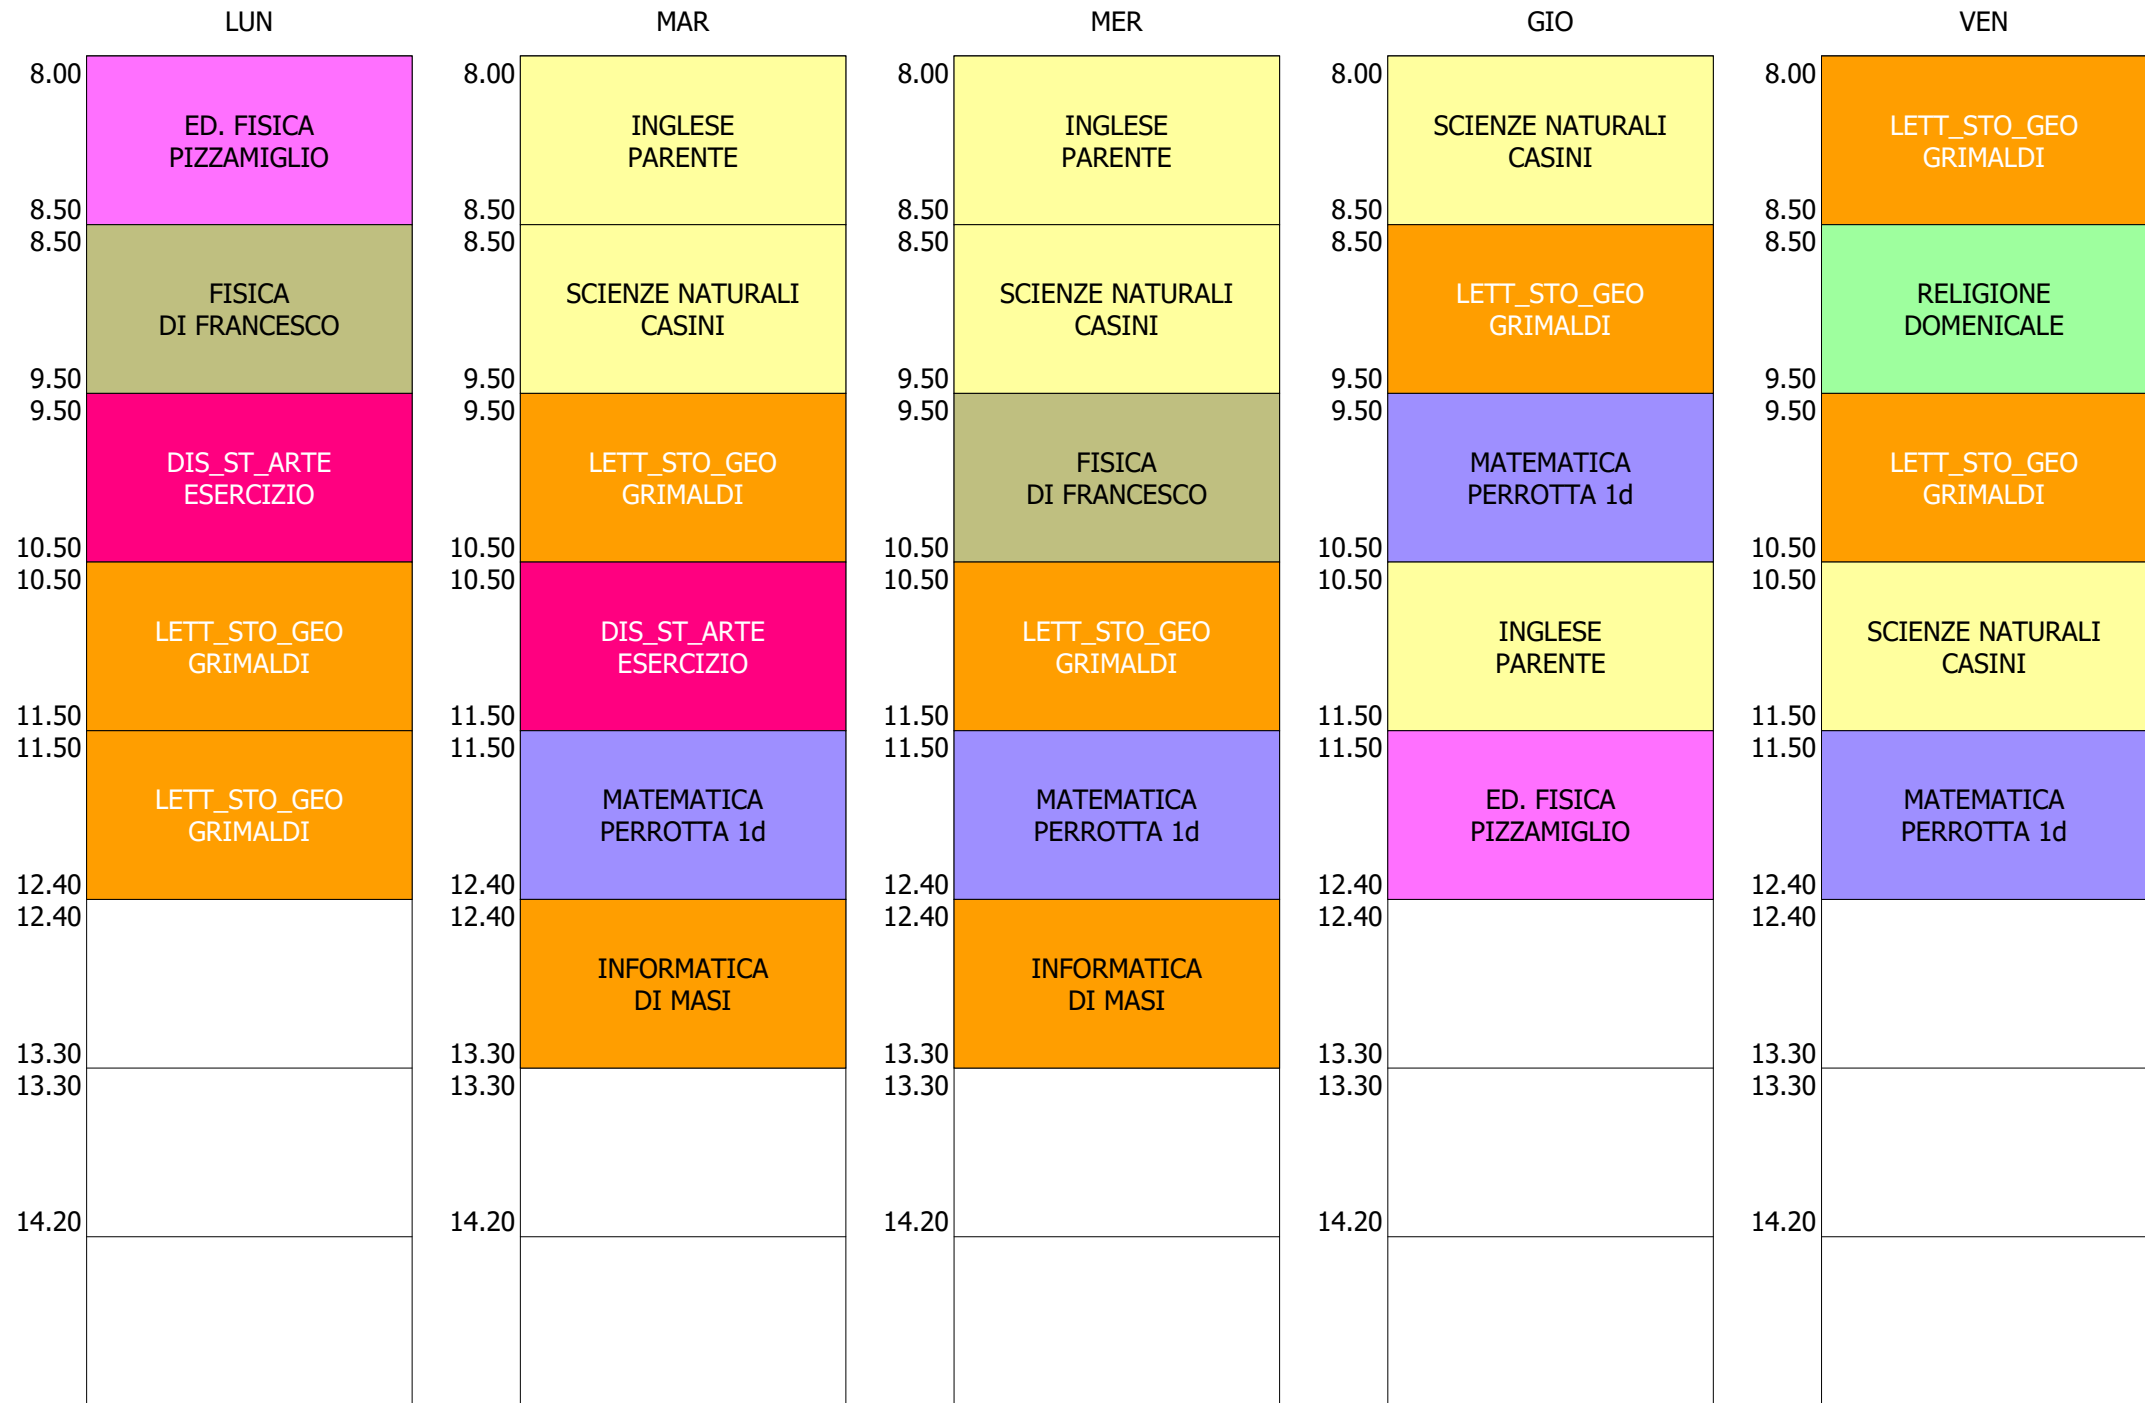 LUN
MAR
MER
GIO
VEN
8.00
ED. FISICA
PIZZAMIGLIO
8.50
8.50
FISICA
DI FRANCESCO
9.50
9.50
DIS_ST_ARTE
ESERCIZIO
10.50
10.50
LETT_STO_GEO
GRIMALDI
11.50
11.50
LETT_STO_GEO
GRIMALDI
12.40
12.40
13.30
13.30
14.20
8.00
INGLESE
PARENTE
8.50
8.50
SCIENZE NATURALI
CASINI
9.50
9.50
LETT_STO_GEO
GRIMALDI
10.50
10.50
DIS_ST_ARTE
ESERCIZIO
11.50
11.50
MATEMATICA
PERROTTA 1d
12.40
12.40
INFORMATICA
DI MASI
13.30
13.30
14.20
8.00
INGLESE
PARENTE
8.50
8.50
SCIENZE NATURALI
CASINI
9.50
9.50
FISICA
DI FRANCESCO
10.50
10.50
LETT_STO_GEO
GRIMALDI
11.50
11.50
MATEMATICA
PERROTTA 1d
12.40
12.40
INFORMATICA
DI MASI
13.30
13.30
14.20
8.00
SCIENZE NATURALI
CASINI
8.50
8.50
LETT_STO_GEO
GRIMALDI
9.50
9.50
MATEMATICA
PERROTTA 1d
10.50
10.50
INGLESE
PARENTE
11.50
11.50
ED. FISICA
PIZZAMIGLIO
12.40
12.40
13.30
13.30
14.20
8.00
LETT_STO_GEO
GRIMALDI
8.50
8.50
RELIGIONE
DOMENICALE
9.50
9.50
LETT_STO_GEO
GRIMALDI
10.50
10.50
SCIENZE NATURALI
CASINI
11.50
11.50
MATEMATICA
PERROTTA 1d
12.40
12.40
13.30
13.30
14.20